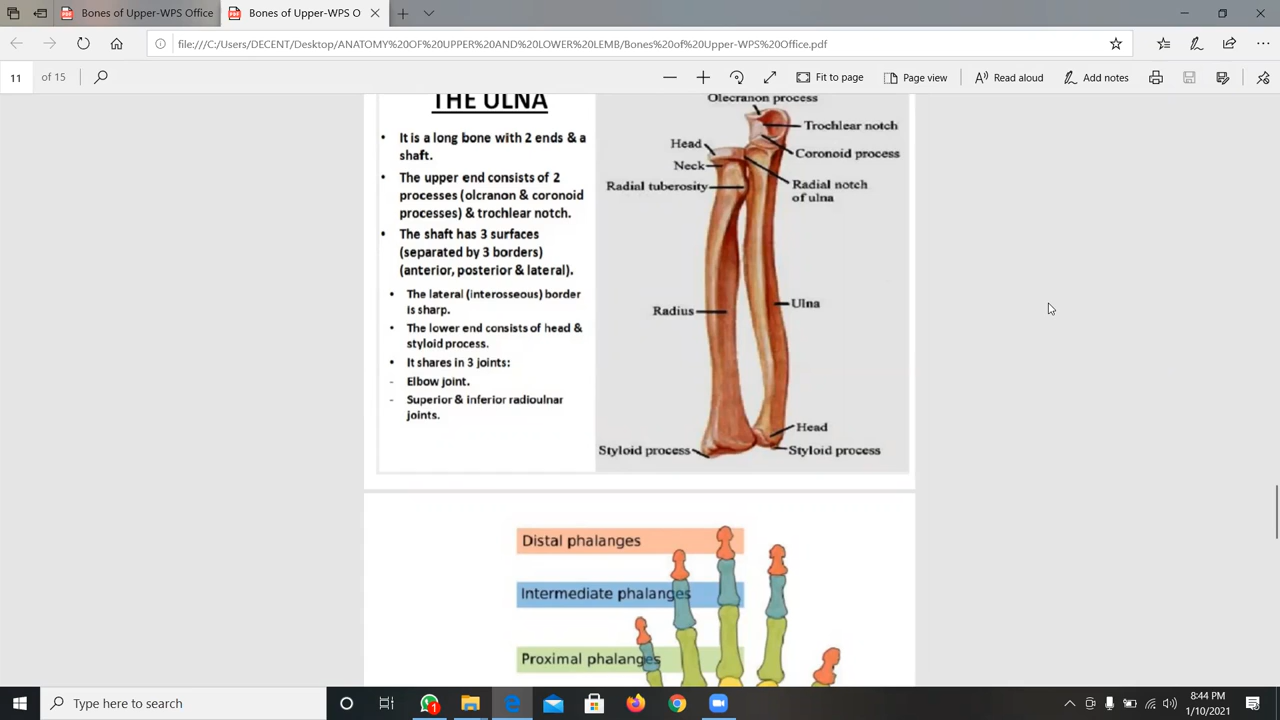 Bones of Upper-WPS Office
Bones of Upper-WPS O
file:///C:/Users/DECENT/Desktop/ANATOMY%20OF%20UPPER%20AND%20LOWER%20LEMB/Bones%20of%20Upper-WPS%20Office.pdf
11 of 15
Fit to page
Page view
Read aloud
Add notes
THE ULNA
• It is a long bone with 2 ends & a
shaft.
• The upper end consists of 2
processes (olcranon & coronoid
processes) & trochlear notch.
• The shaft has 3 surfaces
(separated by 3 borders)
(anterior, posterior & lateral).
• The lateral (interosseous) border
is sharp.
• The lower end consists of head &
styloid process.
• It shares in 3 joints:
- Elbow joint.
- Superior & inferior radioulnar
joints.
Olecranon process
Trochlear notch
Head
Coronoid process
Neck
Radial tuberosity
Radial notch
of ulna
Radius
Ulna
Head
Styloid process
Styloid process
Distal phalanges
Intermediate phalanges
Proximal phalanges
Type here to search
1
8:44 PM
1/10/2021